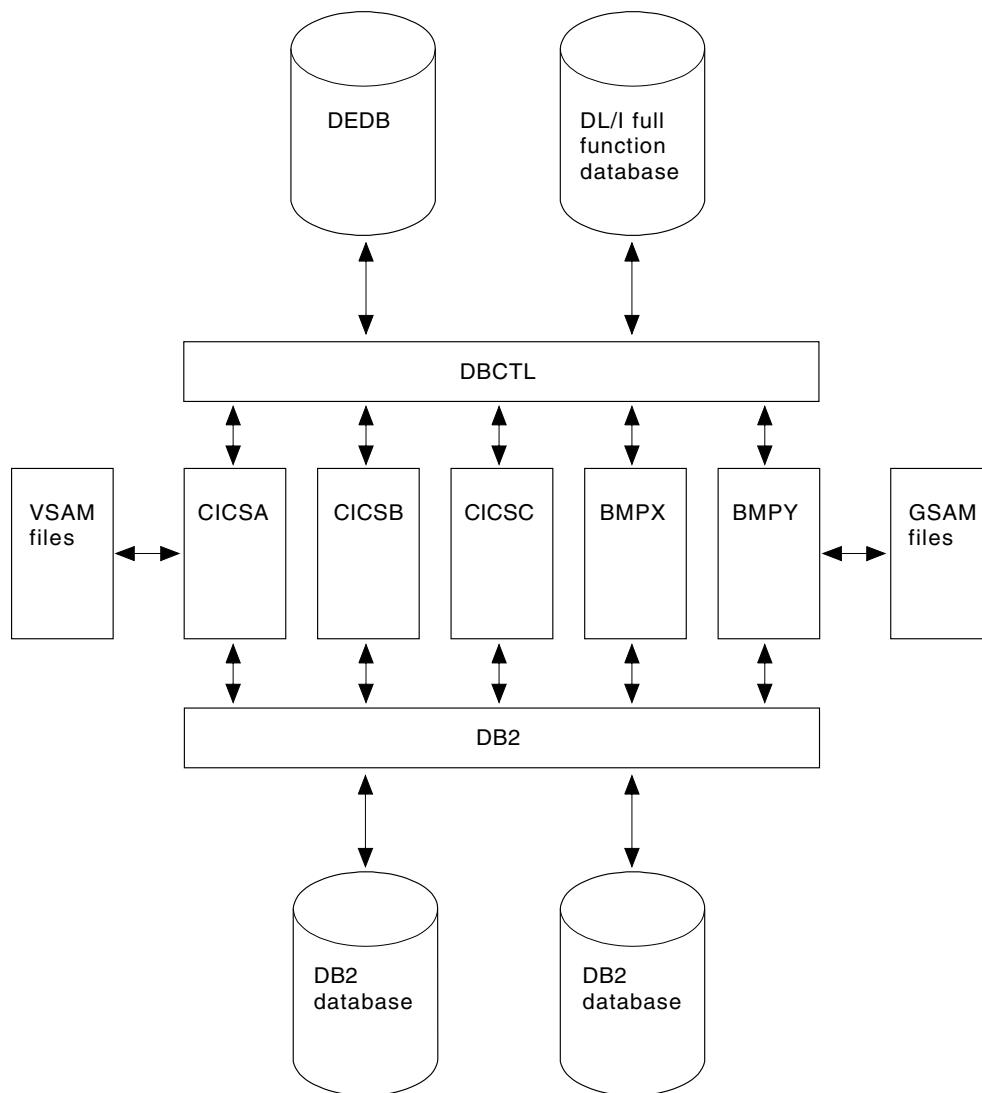 DEDB
DL/I full
function
database
DBCTL
VSAM
files
CICSA
CICSB
CICSC
BMPX
BMPY
GSAM
files
DB2
DB2
database
DB2
database